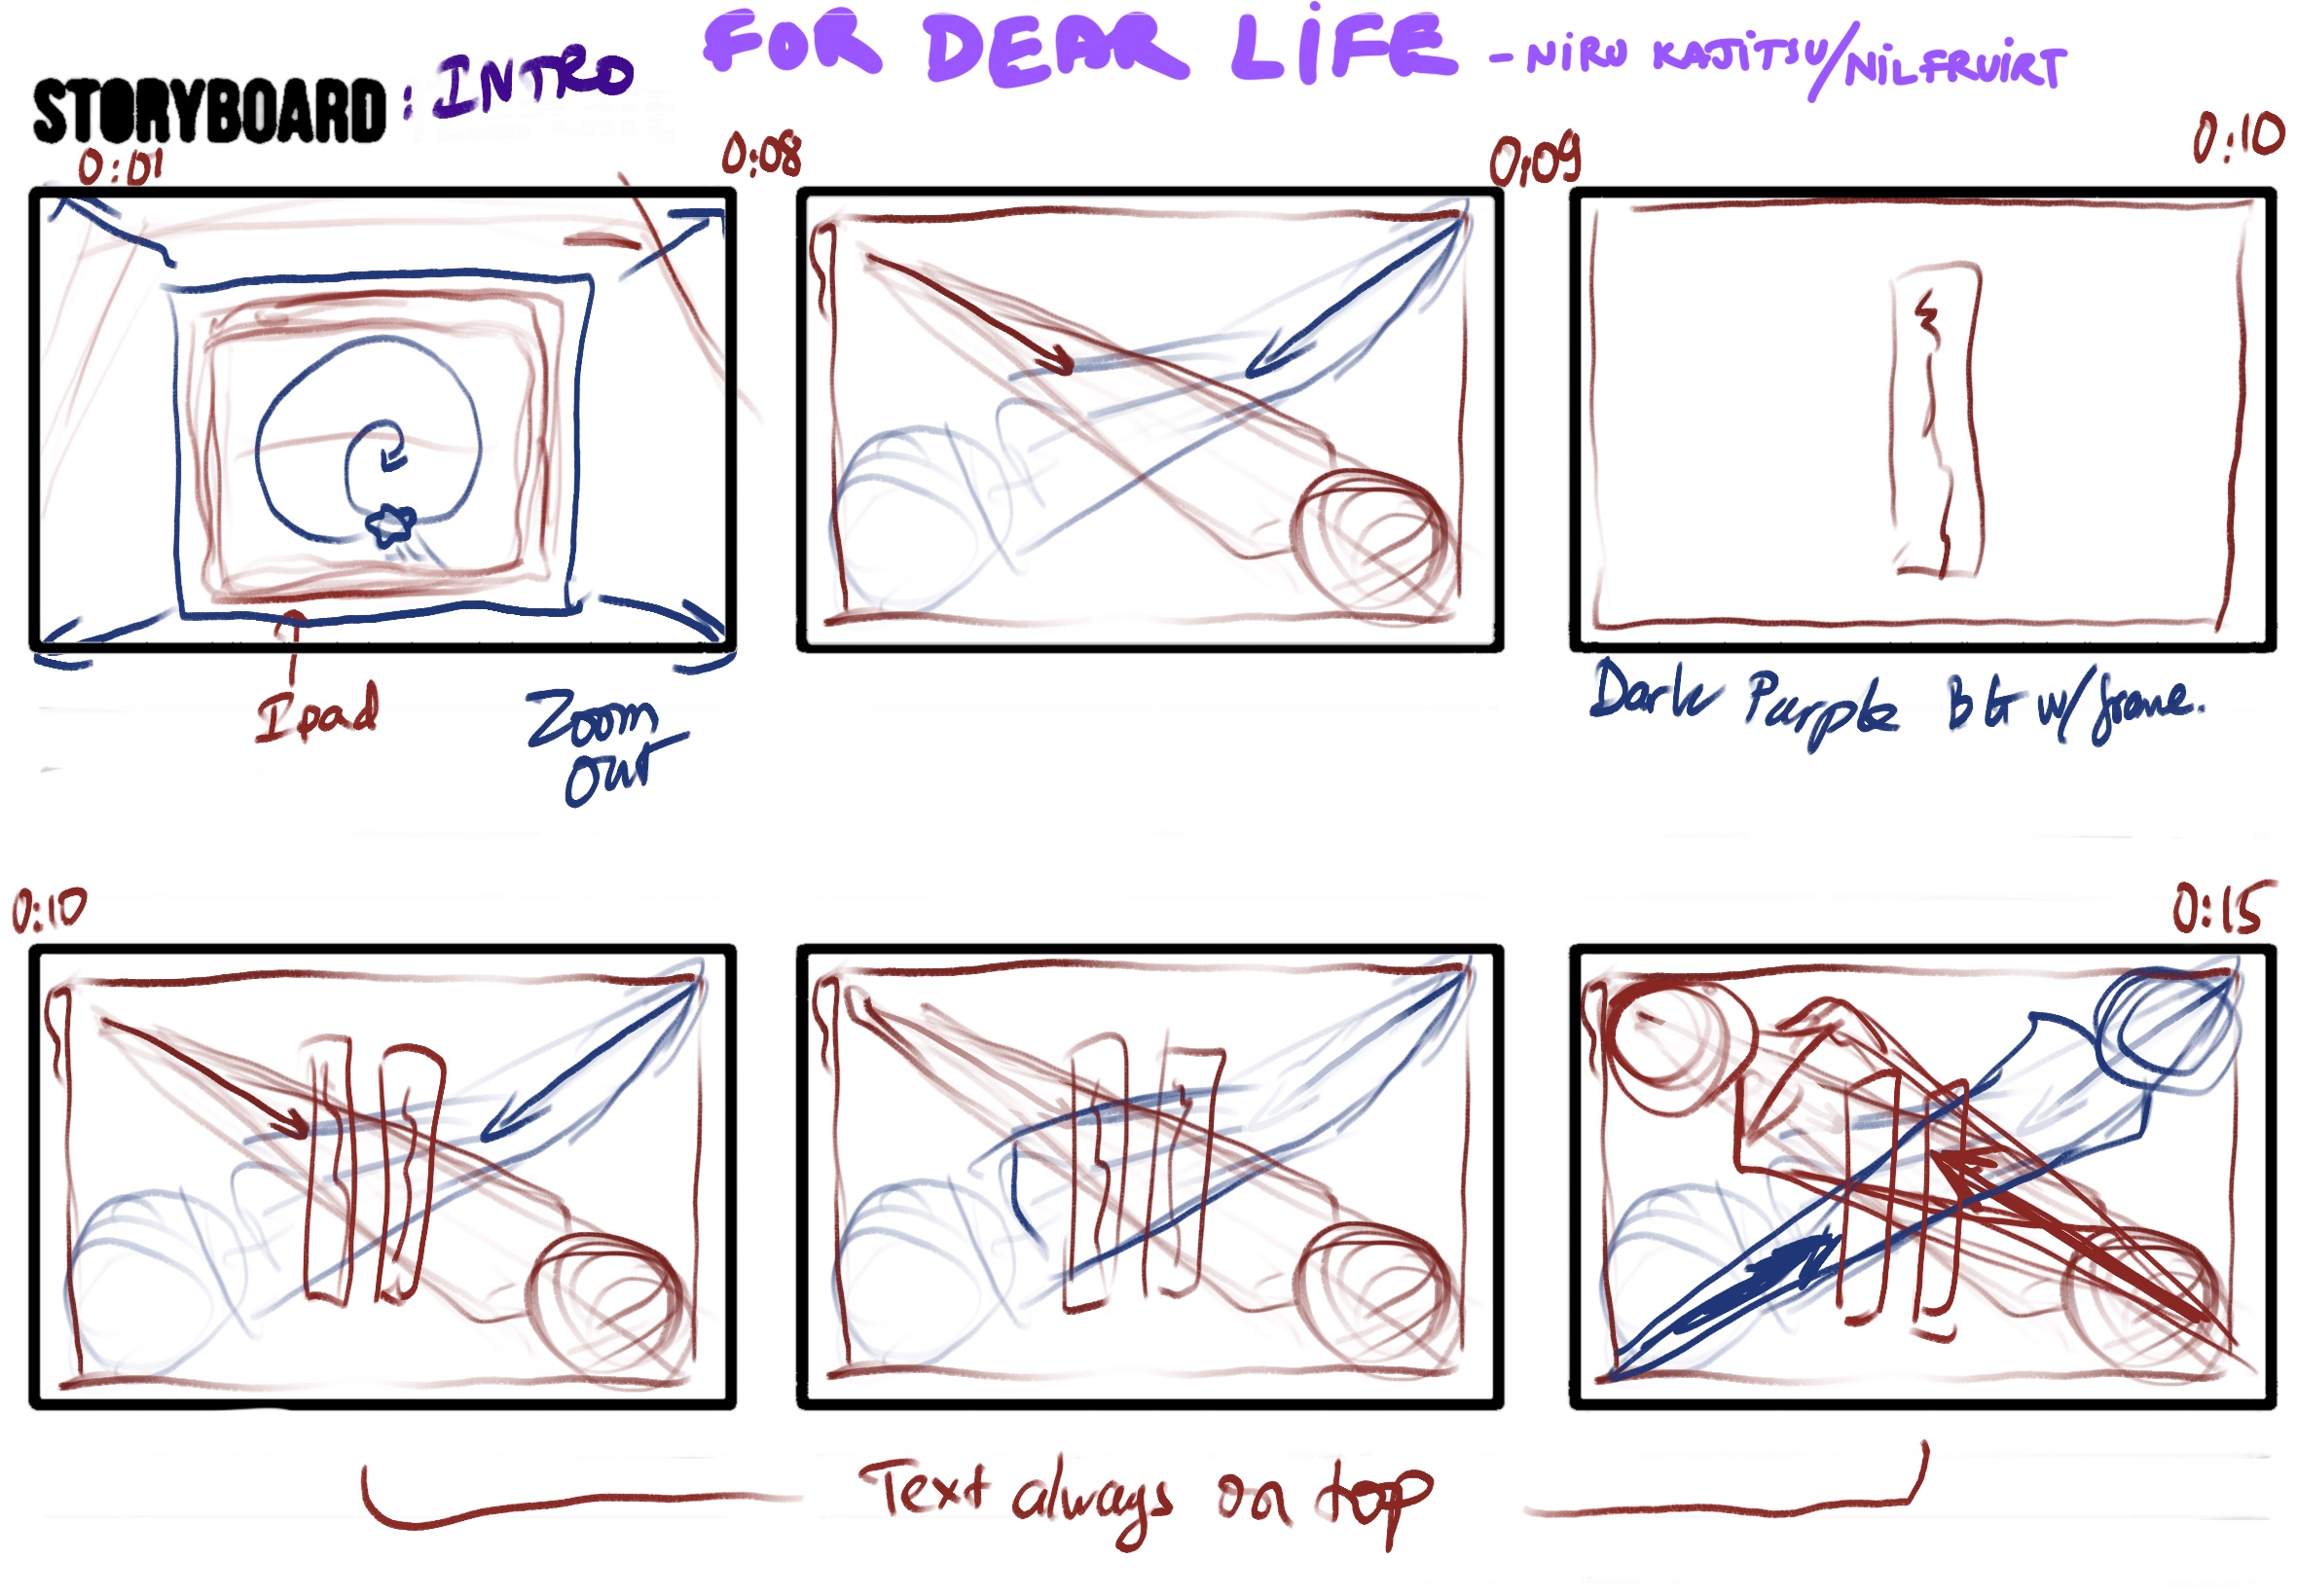 FOR DEAR LIFE - NIRU KAJITSU/NILFRUIRT
STORYBOARD: INTRO
0:01
0:08
0:09
0:10
Ipad
Zoom
out
Dark Purple BG w/frame.
0:10
0:15
Text always on top